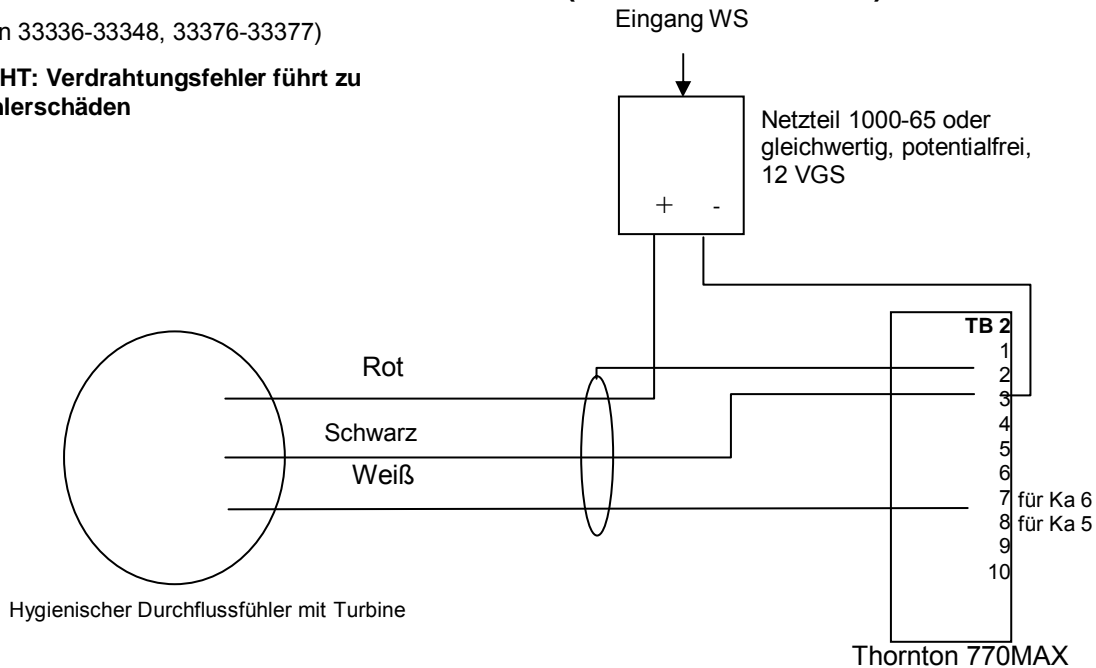 n 33336-33348, 33376-33377)
Eingang WS
HT: Verdrahtungsfehler führt zu
hlerschäden
Netzteil 1000-65 oder
gleichwertig, potentialfrei,
12 VGS
+ -
TB 2
1
2
3
4
5
6
7 für Ka 6
8 für Ka 5
9
10
Rot
Schwarz
Weiß
Hygienischer Durchflussfühler mit Turbine
Thornton 770MAX